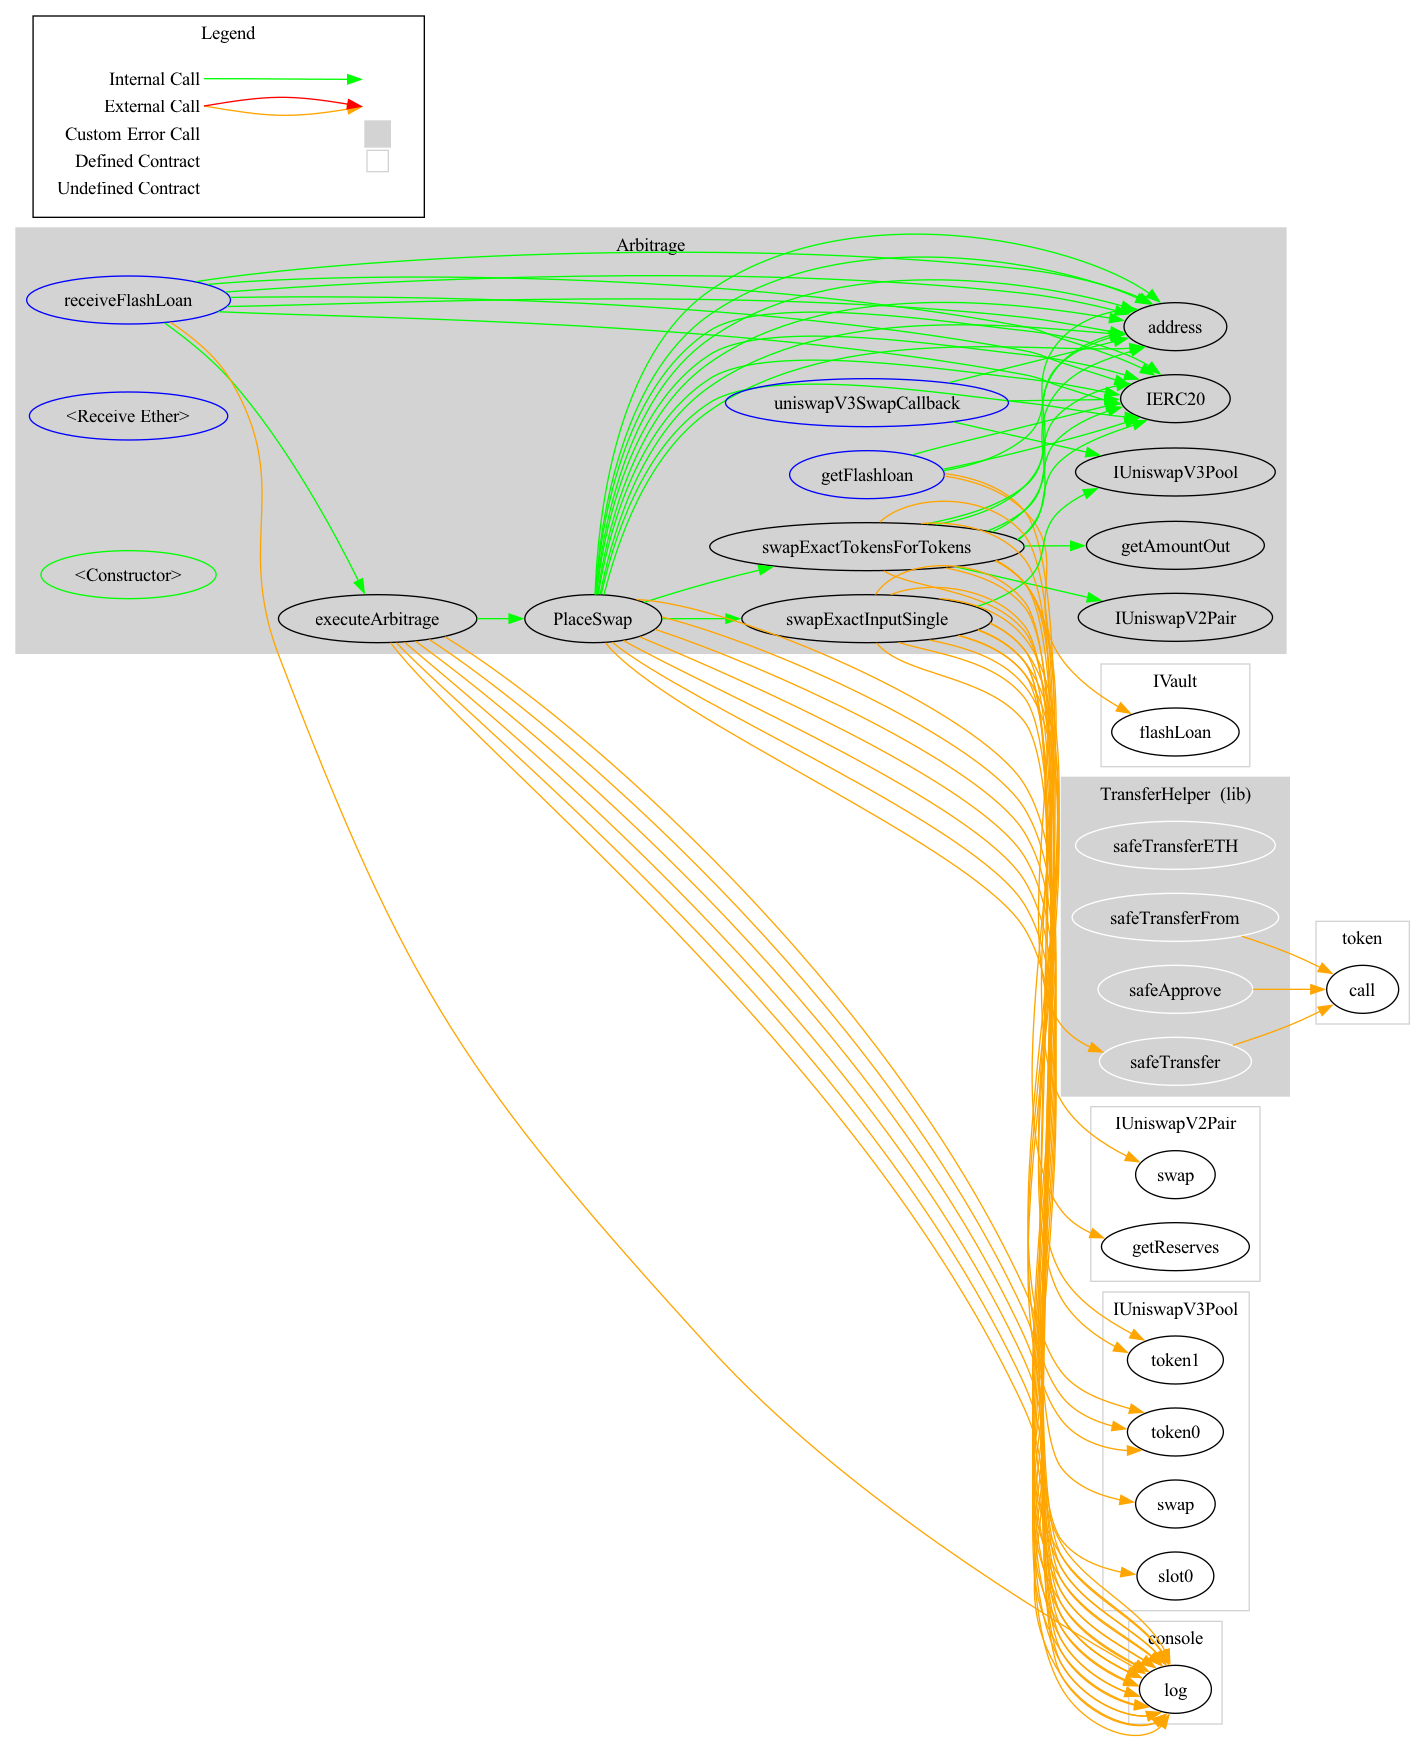 Legend
Internal Call
External Call
Custom Error Call
Defined Contract
Undefined Contract
Arbitrage
receiveFlashLoan
<Receive Ether>
<Constructor>
executeArbitrage
PlaceSwap
uniswapV3SwapCallback
getFlashloan
swapExactTokensForTokens
swapExactInputSingle
address
IERC20
IUniswapV3Pool
getAmountOut
IUniswapV2Pair
IVault
flashLoan
TransferHelper  (lib)
safeTransferETH
safeTransferFrom
safeApprove
safeTransfer
token
call
IUniswapV2Pair
swap
getReserves
IUniswapV3Pool
token1
token0
swap
slot0
console
log